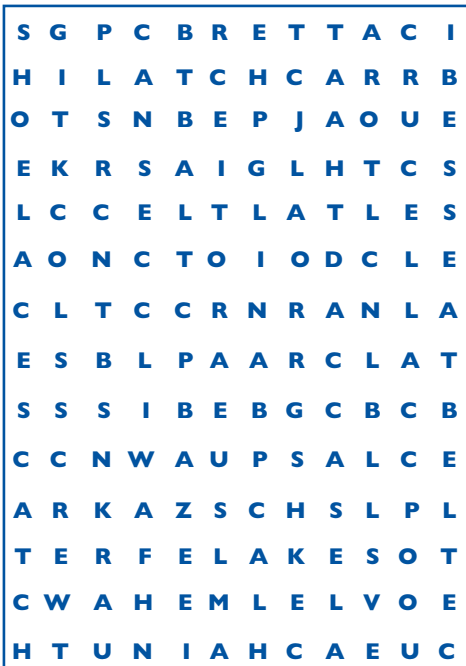 S G P C B R E T T A C I
H I L A T C H C A R R B
O T S N B E P J A O U E
E K R S A I G L H T C S
L C C E L T L A T L E S
A O N C T O I O D C L E
C L T C C R N R A N L A
E S B L P A A R C L A T
S S S I B E B G C B C B
C C N W A U P S A L C E
A R K A Z S C H S L P L
T E R F E L A K E S O T
C W A H E M L E L V O E
H T U N I A H C A E U C